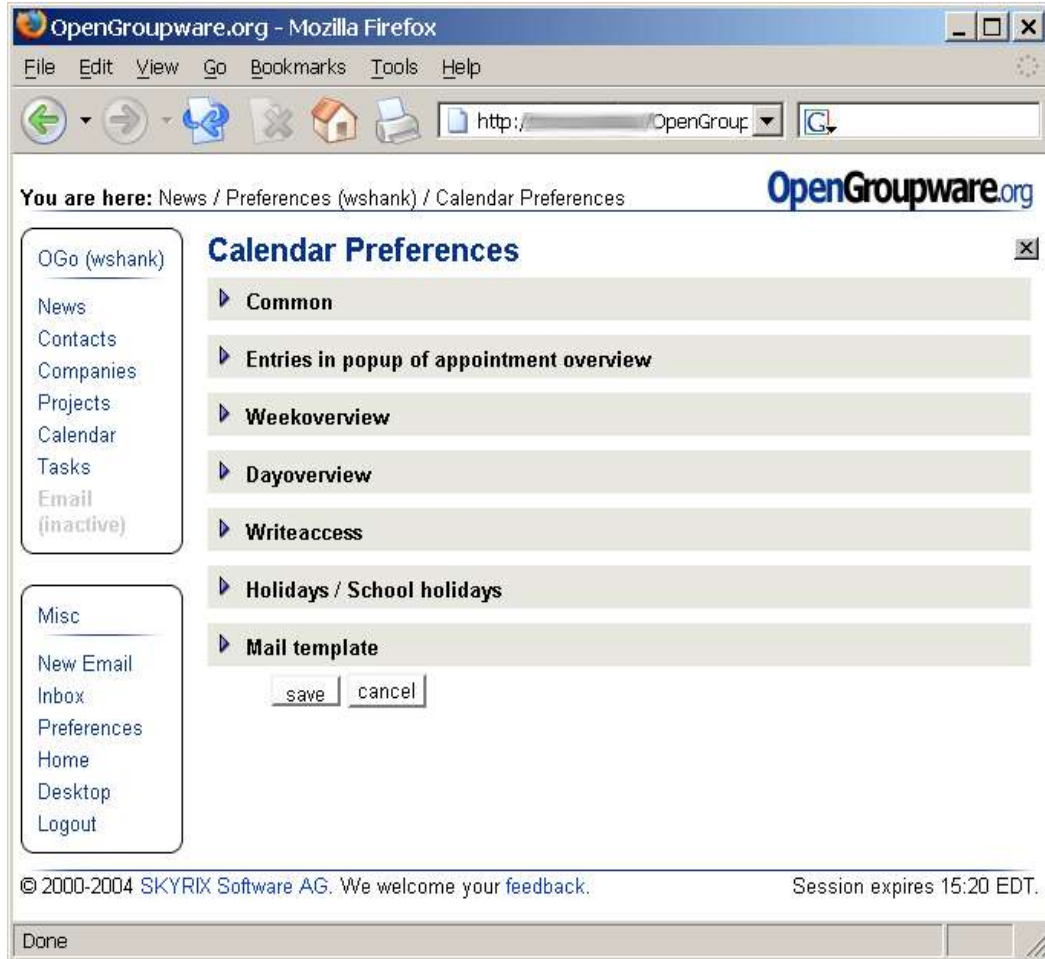 OpenGroupware.org - Mozilla Firefox
File Edit View Go Bookmarks Tools Help
http:/ /OpenGroup
G
You are here: News / Preferences (wshank) / Calendar Preferences
OpenGroupware.org
OGo (wshank)
News
Contacts
Companies
Projects
Calendar
Tasks
Email
(inactive)
Misc
New Email
Inbox
Preferences
Home
Desktop
Logout
Calendar Preferences
Common
Entries in popup of appointment overview
Weekoverview
Dayoverview
Writeaccess
Holidays / School holidays
Mail template
save cancel
© 2000-2004 SKYRIX Software AG. We welcome your feedback.
Session expires 15:20 EDT.
Done